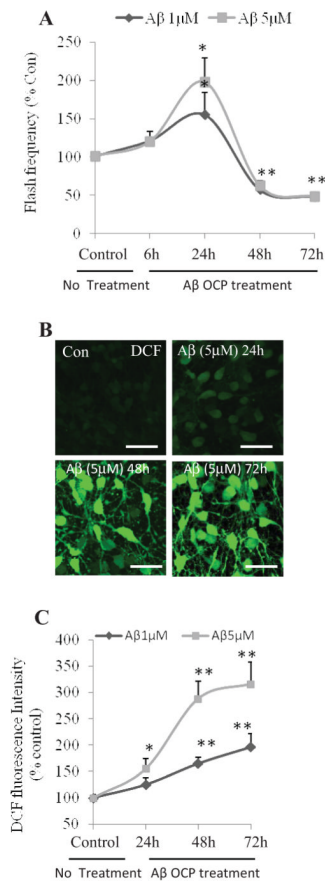 A
Aβ 1μM Aβ 5μM
Flash frequency (% Con)
250
200
150
100
50
0
*
*
**
**
Control 6h 24h 48h 72h
No Treatment Aβ OCP treatment
B
Con DCF Aβ (5μM) 24h
Aβ (5μM) 48h Aβ (5μM) 72h
C
Aβ1μM Aβ5μM
DCF fluorescence Intensity
(% control)
400
350
300
250
200
150
100
50
*
**
**
**
**
Control 24h 48h 72h
No Treatment Aβ OCP treatment